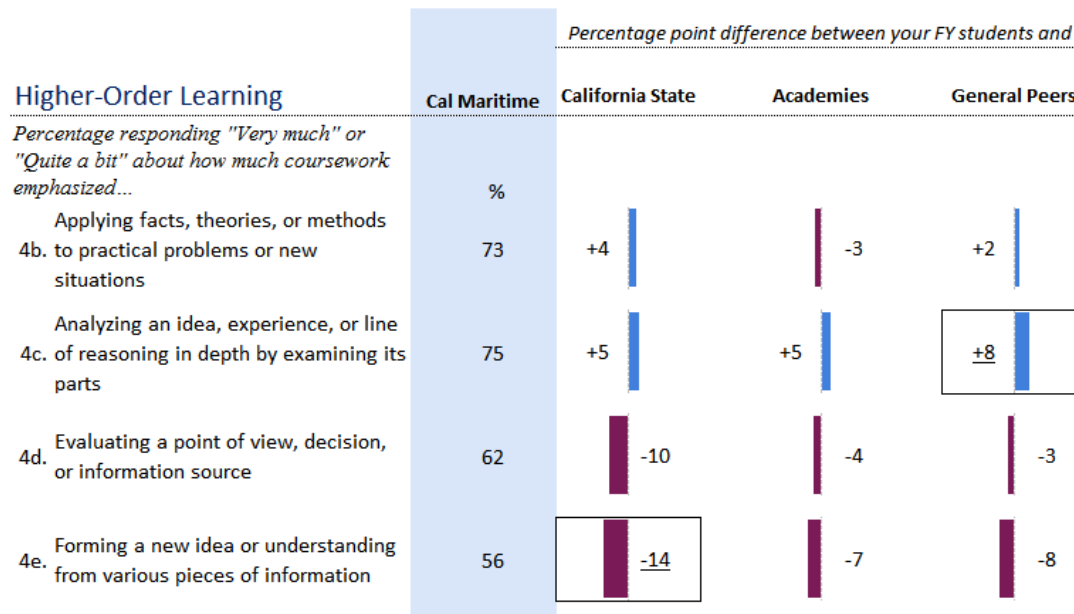 Percentage point difference between your FY students and
Higher-Order Learning Cal Maritime California State Academies General Peers
Percentage responding "Very much" or
"Quite a bit" about how much coursework
emphasized...
%
Applying facts, theories, or methods
4b. to practical problems or new 73 +4 -3 +2
situations
Analyzing an idea, experience, or line
4c. of reasoning in depth by examining its 75 +5 +5 +8
parts
4d. Evaluating a point of view, decision, 62 -10 -4 -3
or information source
4e. Forming a new idea or understanding 56 -14 -7 -8
from various pieces of information